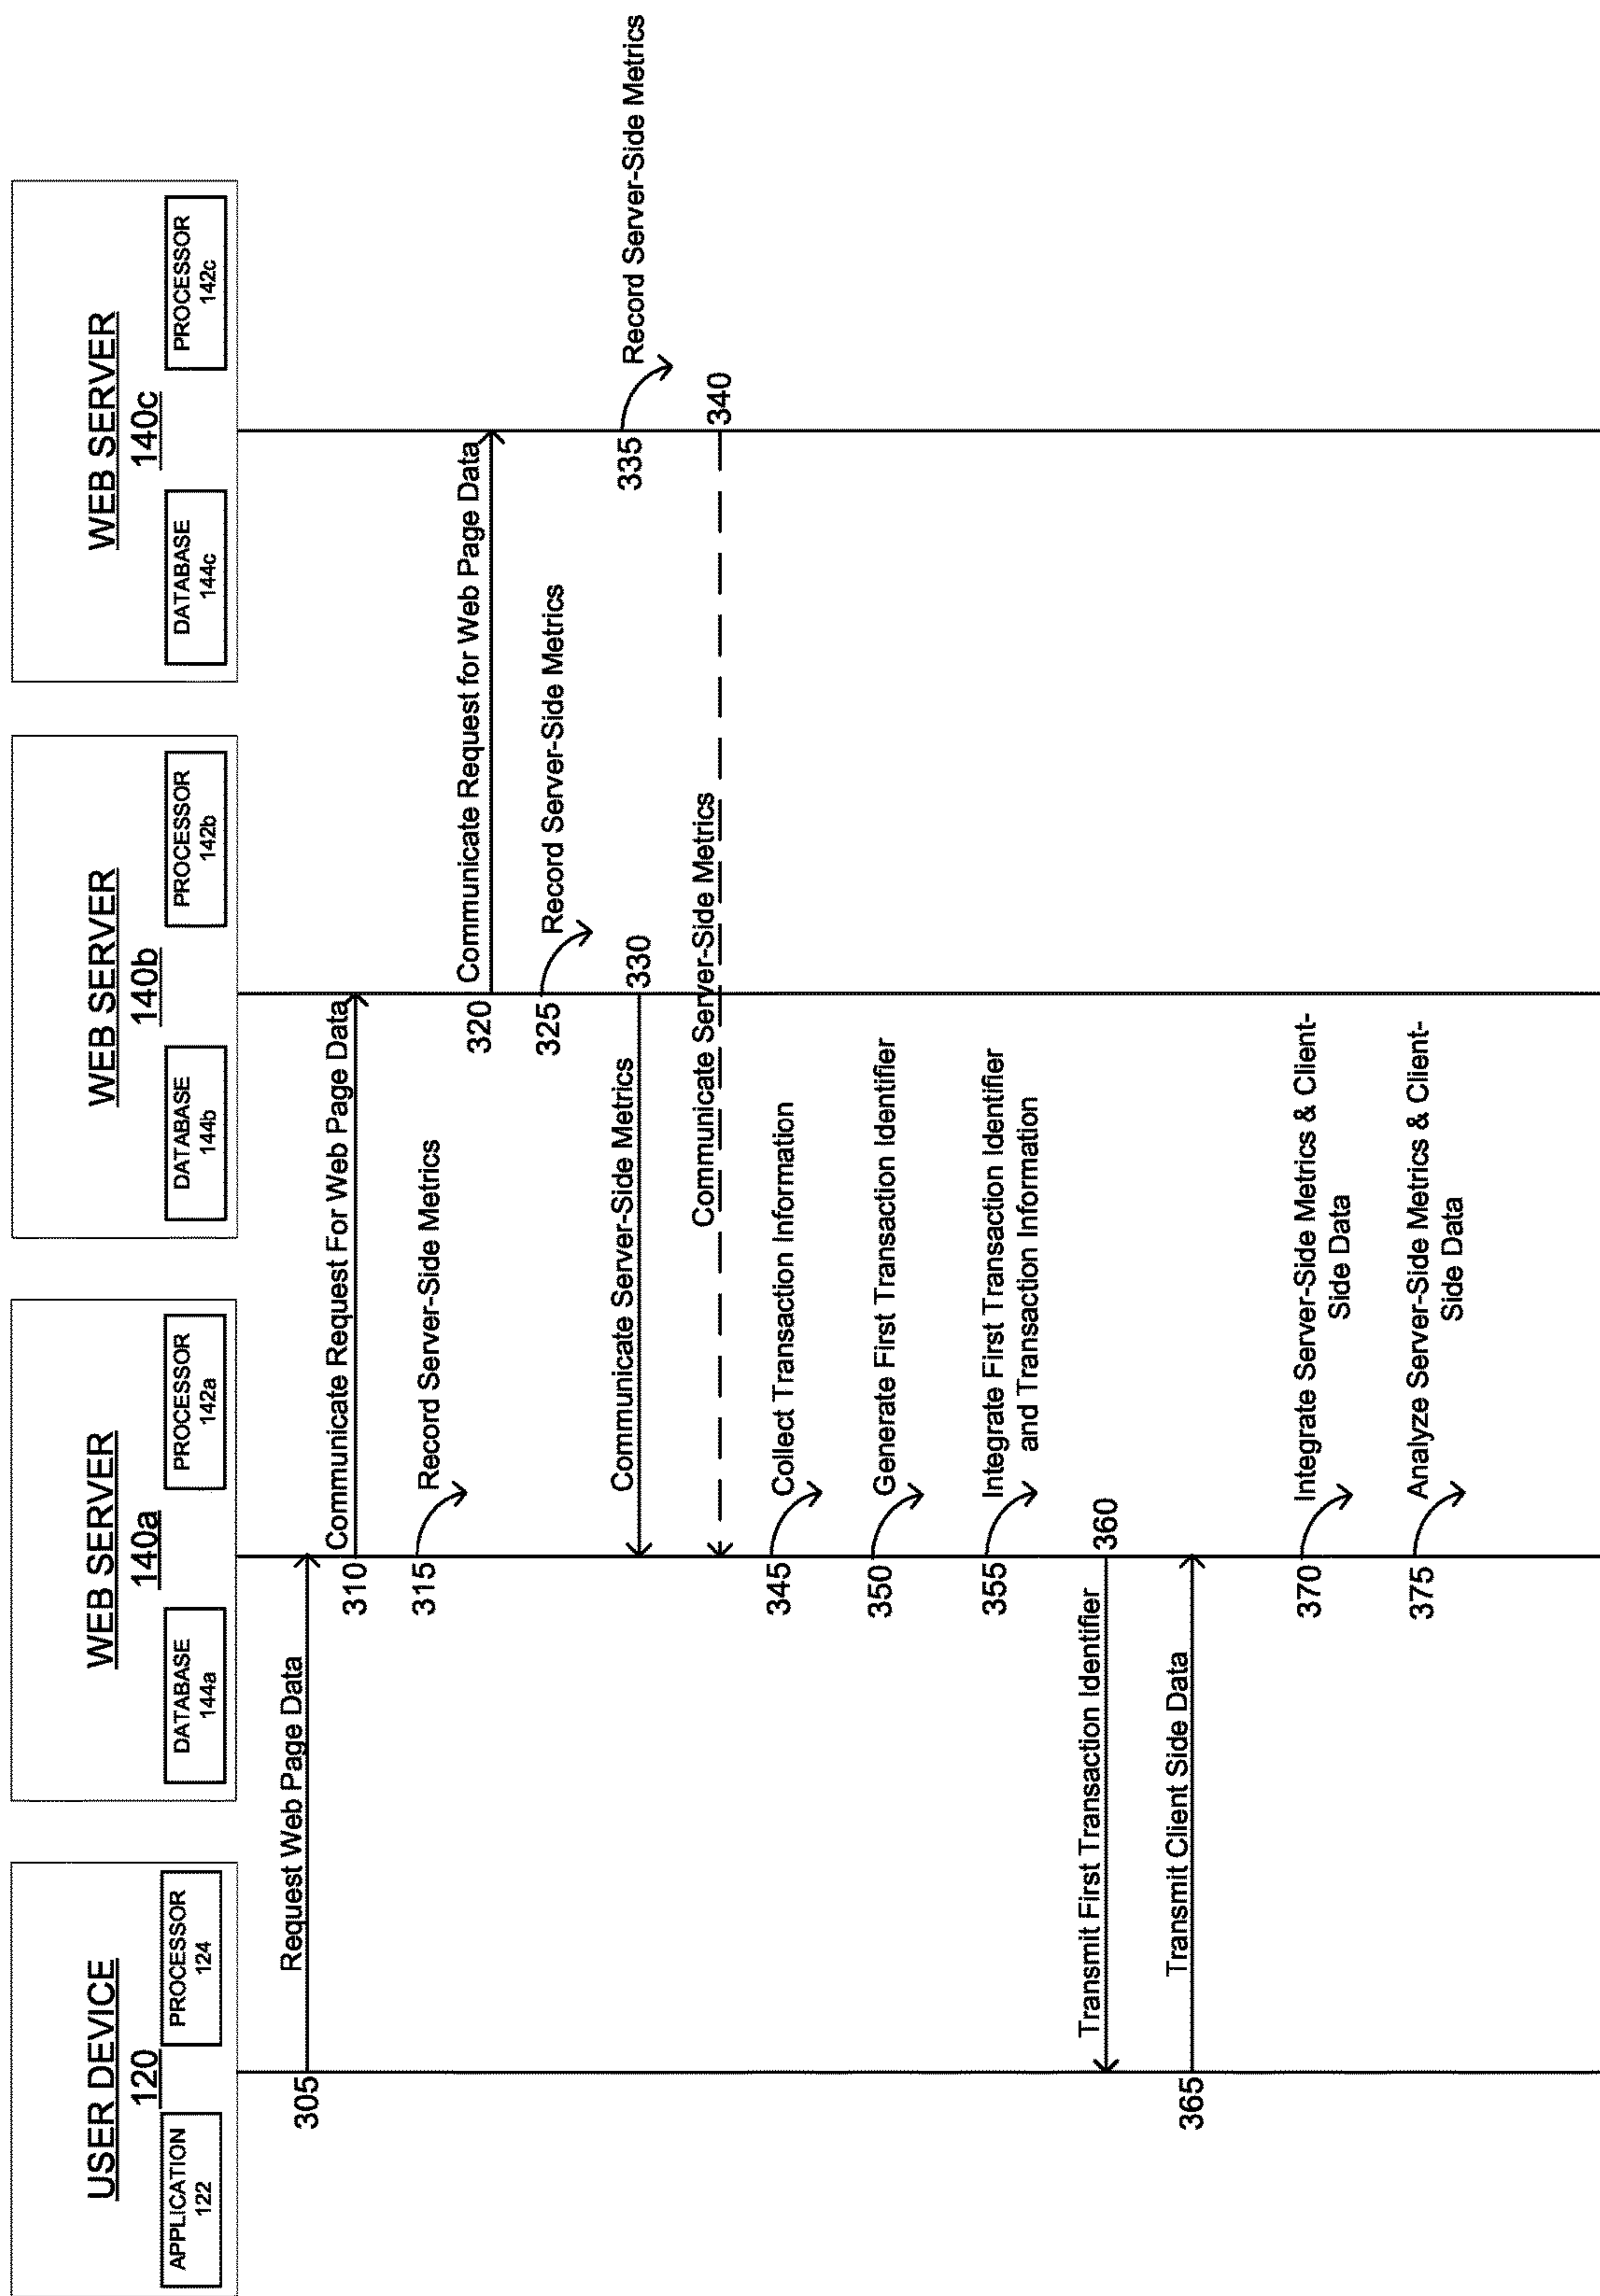 USER DEVICE
120
APPLICATION
122
PROCESSOR
124
WEB SERVER
140a
DATABASE
144a
PROCESSOR
142a
WEB SERVER
140b
DATABASE
144b
PROCESSOR
142b
WEB SERVER
140c
DATABASE
144c
PROCESSOR
142c
305
Request Web Page Data
310
Communicate Request For Web Page Data
315
Record Server-Side Metrics
320
Communicate Request for Web Page Data
325
Record Server-Side Metrics
330
Communicate Server-Side Metrics
335
Record Server-Side Metrics
340
Communicate Server-Side Metrics
345
Collect Transaction Information
350
Generate First Transaction Identifier
355
Integrate First Transaction Identifier
and Transaction Information
360
Transmit First Transaction Identifier
365
Transmit Client Side Data
370
Integrate Server-Side Metrics & Client-
Side Data
375
Analyze Server-Side Metrics & Client-
Side Data